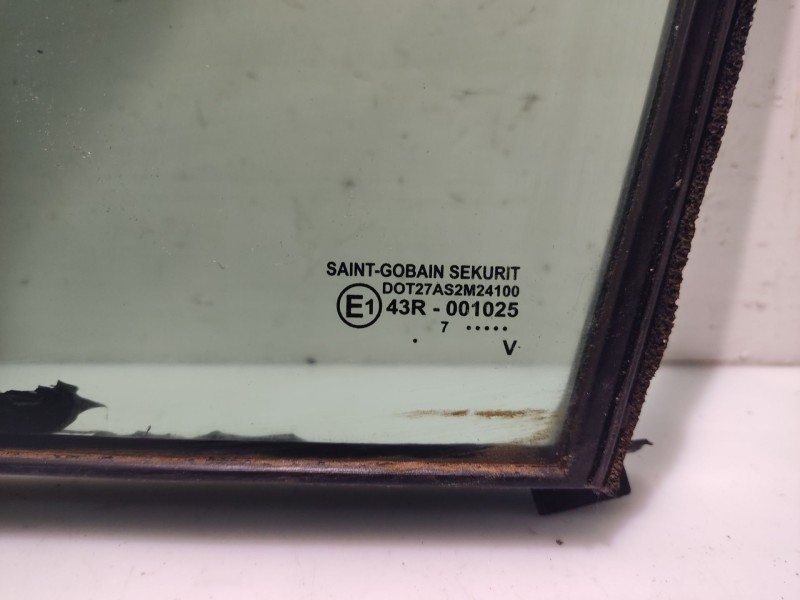 SAINT-GOBAIN SEKURIT
DOT27AS2M24100
E1 43R - 001025
7 •••••
• V